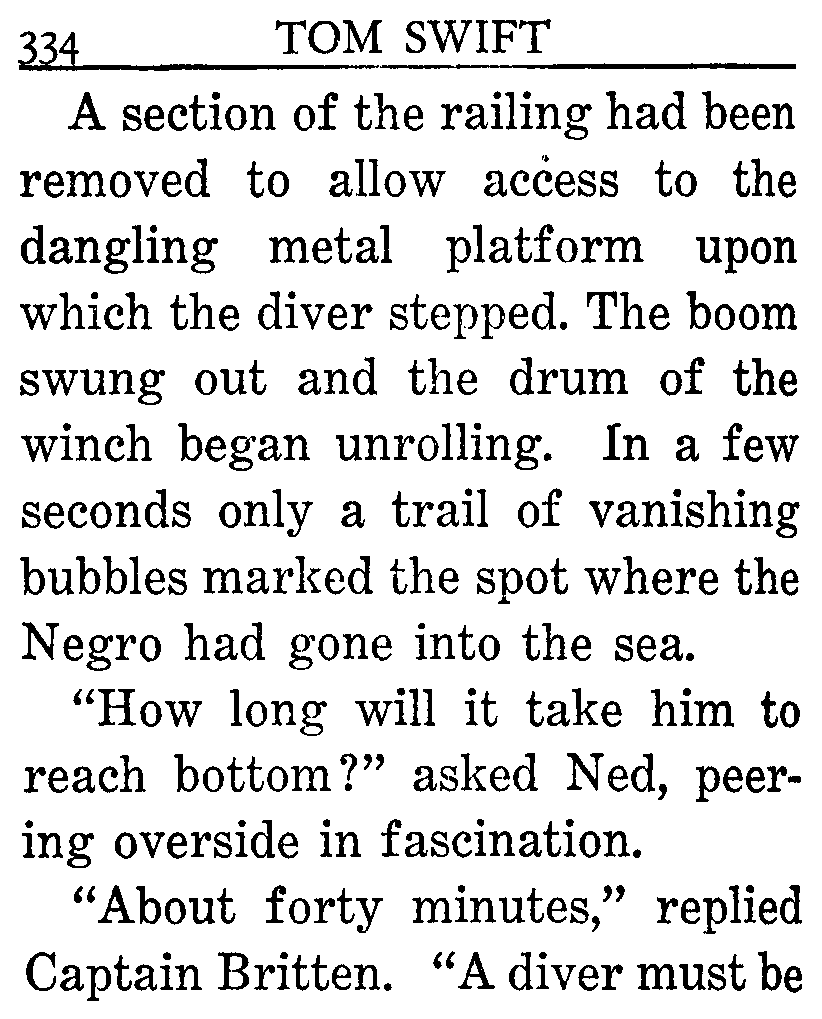 334 TOM SWIFT
A section of the railing had been
removed to allow access to the
dangling metal platform upon
which the diver stepped. The boom
swung out and the drum of the
winch began unrolling. In a few
seconds only a trail of vanishing
bubbles marked the spot where the
Negro had gone into the sea.
“How long will it take him to
reach bottom?” asked Ned, peer-
ing overside in fascination.
“About forty minutes,” replied
Captain Britten. “A diver must be